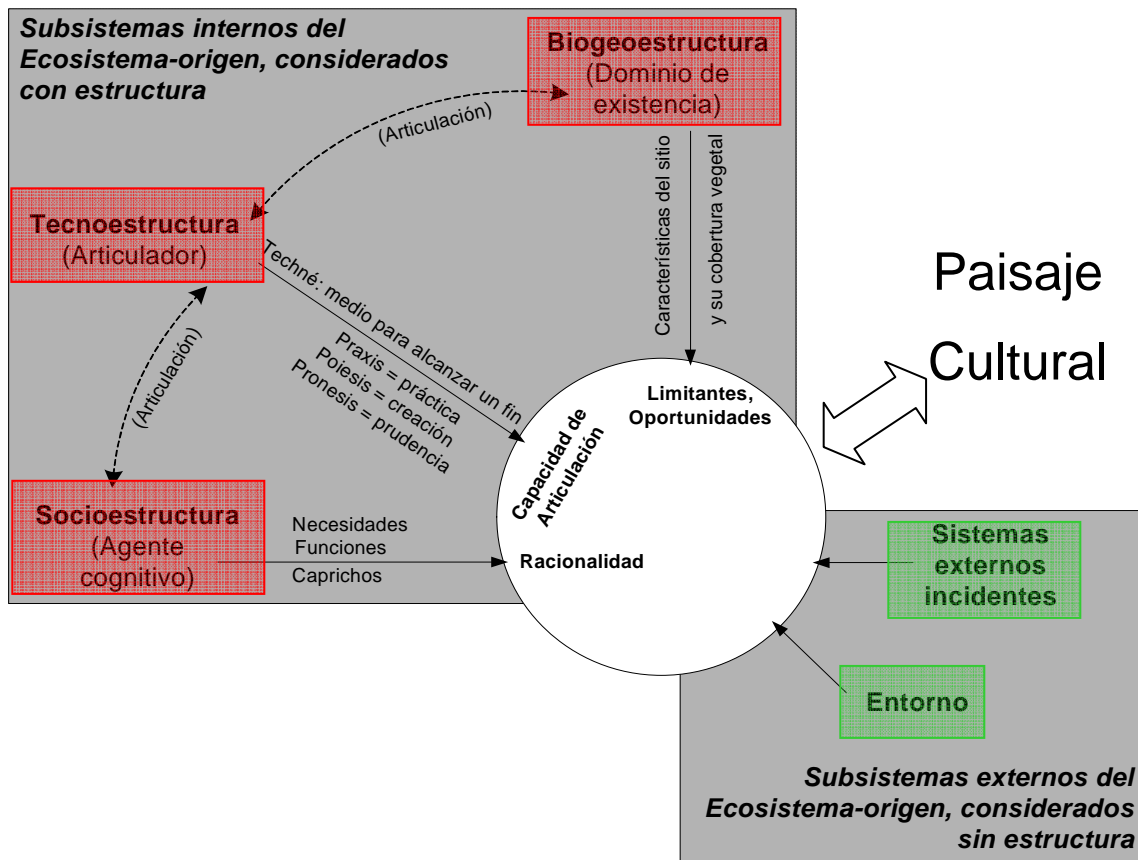 Subsistemas internos del
Ecosistema-origen, considerados
con estructura
Biogeoestructura
(Dominio de
existencia)
(Articulación)
Tecnoestructura
(Articulador)
Características del sitio
y su cobertura vegetal
Techné: medio para alcanzar un fin
Praxis = práctica
Poiesis = creación
Pronesis = prudencia
(Articulación)
Paisaje
Cultural
Limitantes,
Oportunidades
Capacidad de
Articulación
Socioestructura
(Agente
cognitivo)
Necesidades
Funciones
Caprichos
Racionalidad
Sistemas
externos
incidentes
Entorno
Subsistemas externos del
Ecosistema-origen, considerados
sin estructura